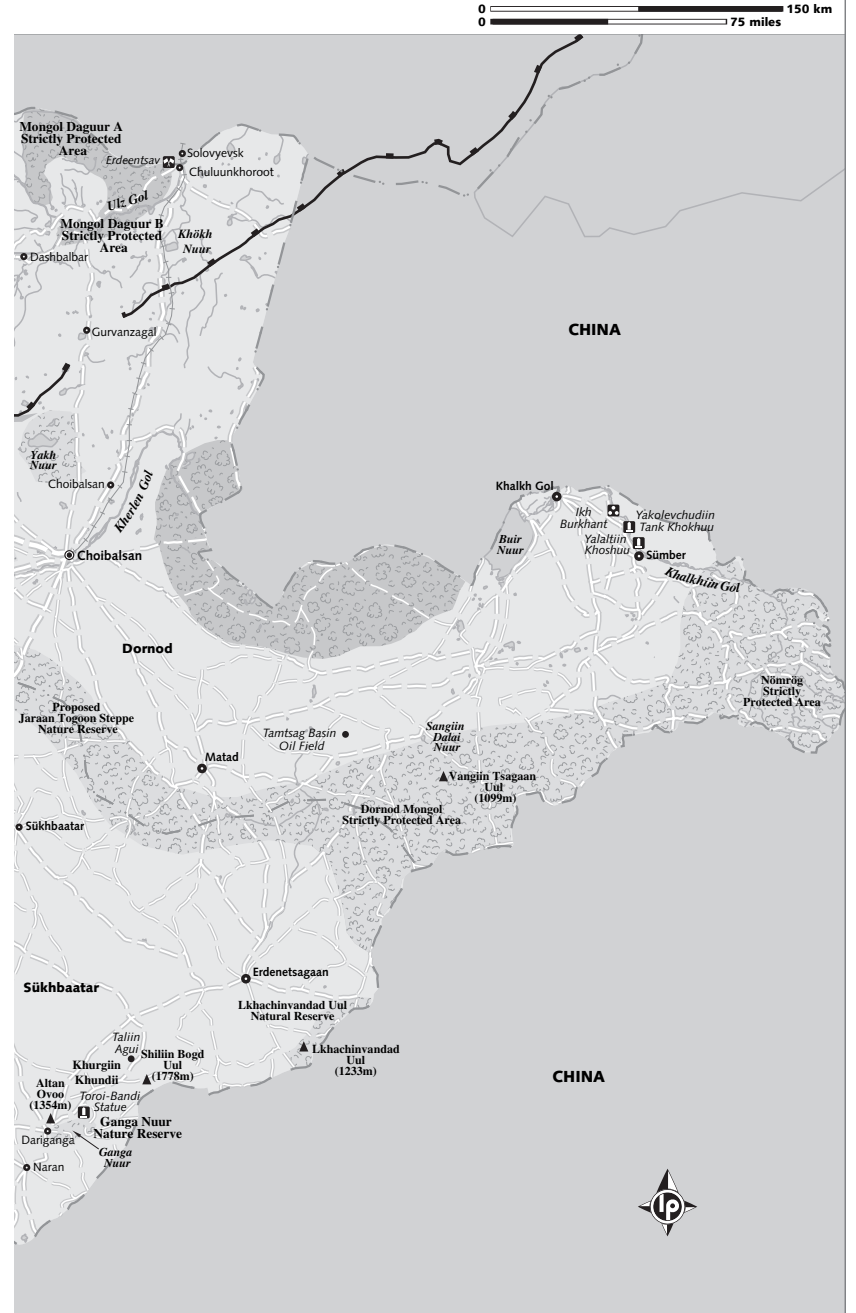 0 150 km
0 75 miles
Mongol Daguur A
Strictly Protected
Area
Erdeentsav
Solovyevsk
Chuluunkhoroot
Ulz Gol
Mongol Daguur B
Strictly Protected
Area
Khökh
Nuur
Dashbalbar
Gurvanzagal
CHINA
Yakh
Nuur
Choibalsan
Kherlen Gol
Choibalsan
Khalkh Gol
Ikh
Burkhant
Yakolevchudiin
Tank Khokhuu
Yalaltiin
Khoshuu
Buir
Nuur
Sümber
Khalkhiin Gol
Dornod
Proposed
Jaraan Togoon Steppe
Nature Reserve
Nömrög
Strictly
Protected Area
Tamtsag Basin
Oil Field
Sangiin
Dalai
Nuur
Matad
Vangiin Tsagaan
Uul
(1099m)
Dornod Mongol
Strictly Protected Area
Sükhbaatar
Erdenetsagaan
Sükhbaatar
Lkhachinvandad Uul
Natural Reserve
Taliin
Agui
Lkhachinvandad
Uul
(1233m)
Shiliin Bogd
Uul
(1778m)
Khurgiin
Khundii
Altan
Ovoo
(1354m)
Toroi-Bandi
Statue
Ganga Nuur
Nature Reserve
Dariganga
Ganga
Nuur
Naran
CHINA
lp